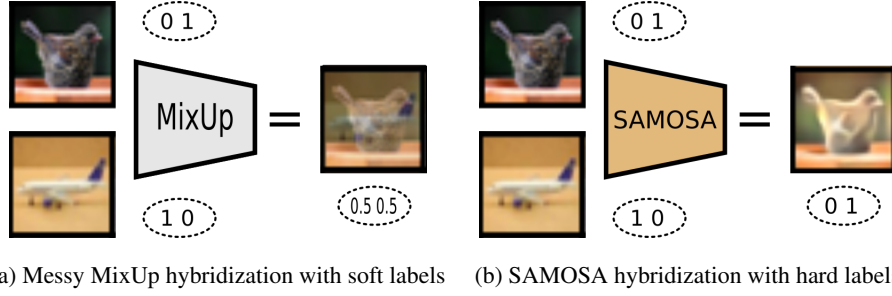 0 1
MixUp
=
1 0
0.5 0.5
0 1
SAMOSA
=
1 0
0 1
a) Messy MixUp hybridization with soft labels
(b) SAMOSA hybridization with hard label